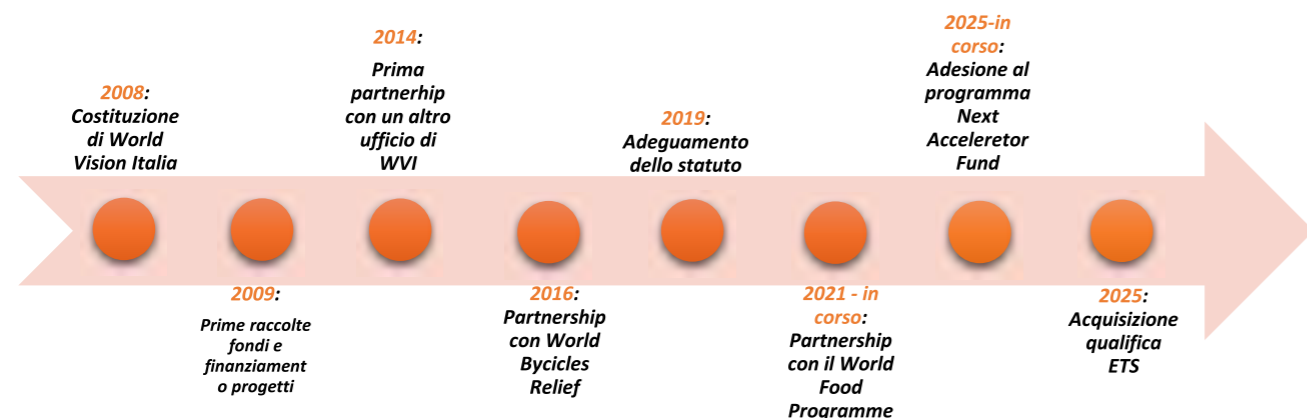 2008:
Costituzione
di World
Vision Italia
2009:
Prime raccolte
fondi e
finanziament
o progetti
2014:
Prima
partnerhip
con un altro
ufficio di
WVI
2016:
Partnership
con World
Bycicles
Relief
2019:
Adeguamento
dello statuto
2021 - in
corso:
Partnership
con il World
Food
Programme
2025-in
corso:
Adesione al
programma
Next
Acceleretor
Fund
2025:
Acquisizione
qualifica
ETS